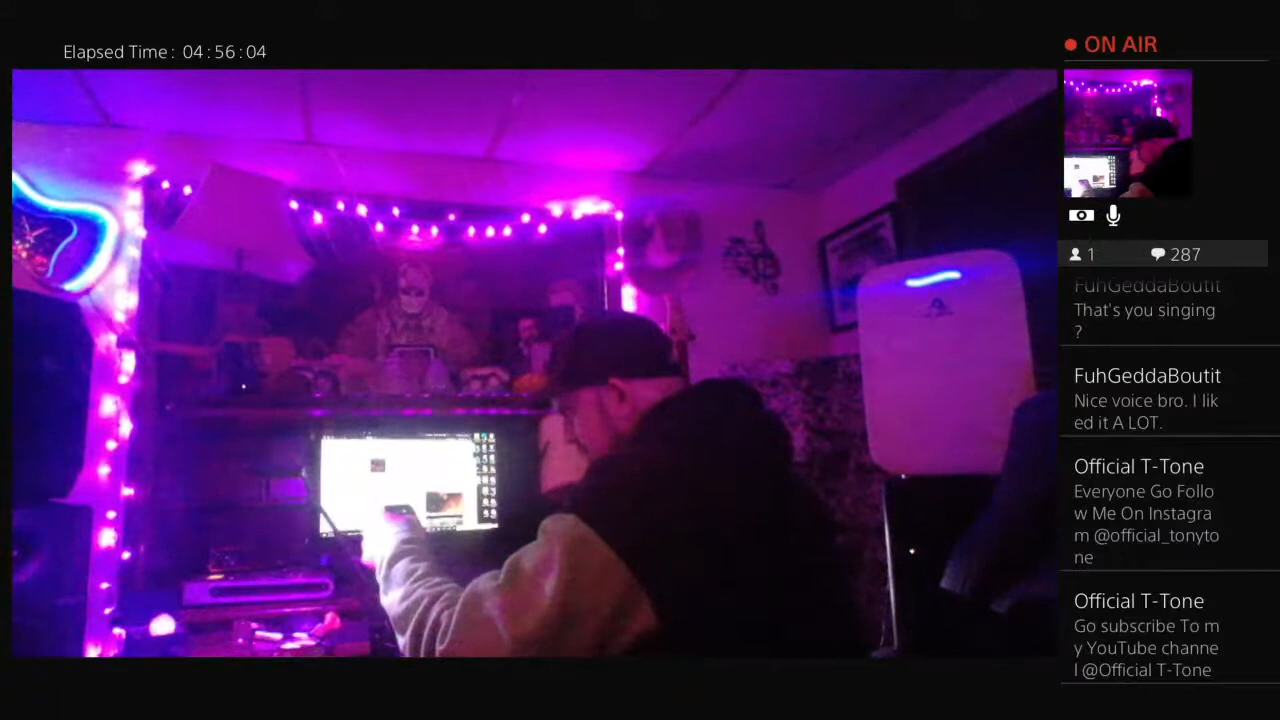 Elapsed Time: 04:56:04
ON AIR
1 287
FuhGeddaBoutit
That's you singing
?
FuhGeddaBoutit
Nice voice bro. I lik
ed it A LOT.
Official T-Tone
Everyone Go Follo
w Me On Instagra
m @official_tonyto
ne
Official T-Tone
Go subscribe To m
y YouTube channe
l @Official T-Tone